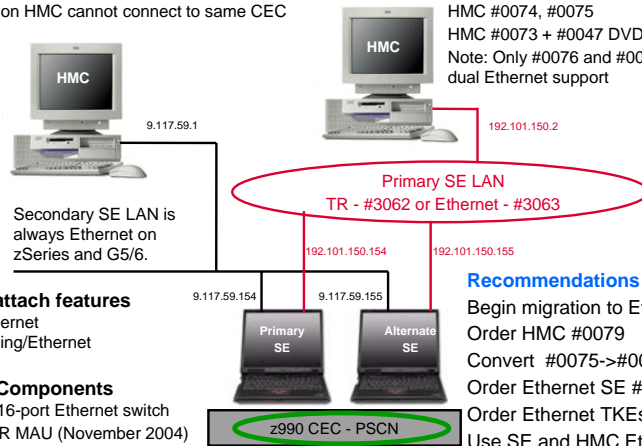 on HMC cannot connect to same CEC
HMC #0074, #0075
HMC #0073 + #0047 DVD
Note: Only #0076 and #00
dual Ethernet support
HMC
HMC
9.117.59.1
192.101.150.2
Primary SE LAN
TR - #3062 or Ethernet - #3063
Secondary SE LAN is
always Ethernet on
zSeries and G5/6.
192.101.150.154
192.101.150.155
9.117.59.154
9.117.59.155
attach features
ernet
ing/Ethernet
Primary
SE
Alternate
SE
Components
16-port Ethernet switch
R MAU (November 2004)
z990 CEC - PSCN
Recommendations
Begin migration to Et
Order HMC #0079
Convert #0075->#00
Order Ethernet SE #
Order Ethernet TKEs
Use SE and HMC Et